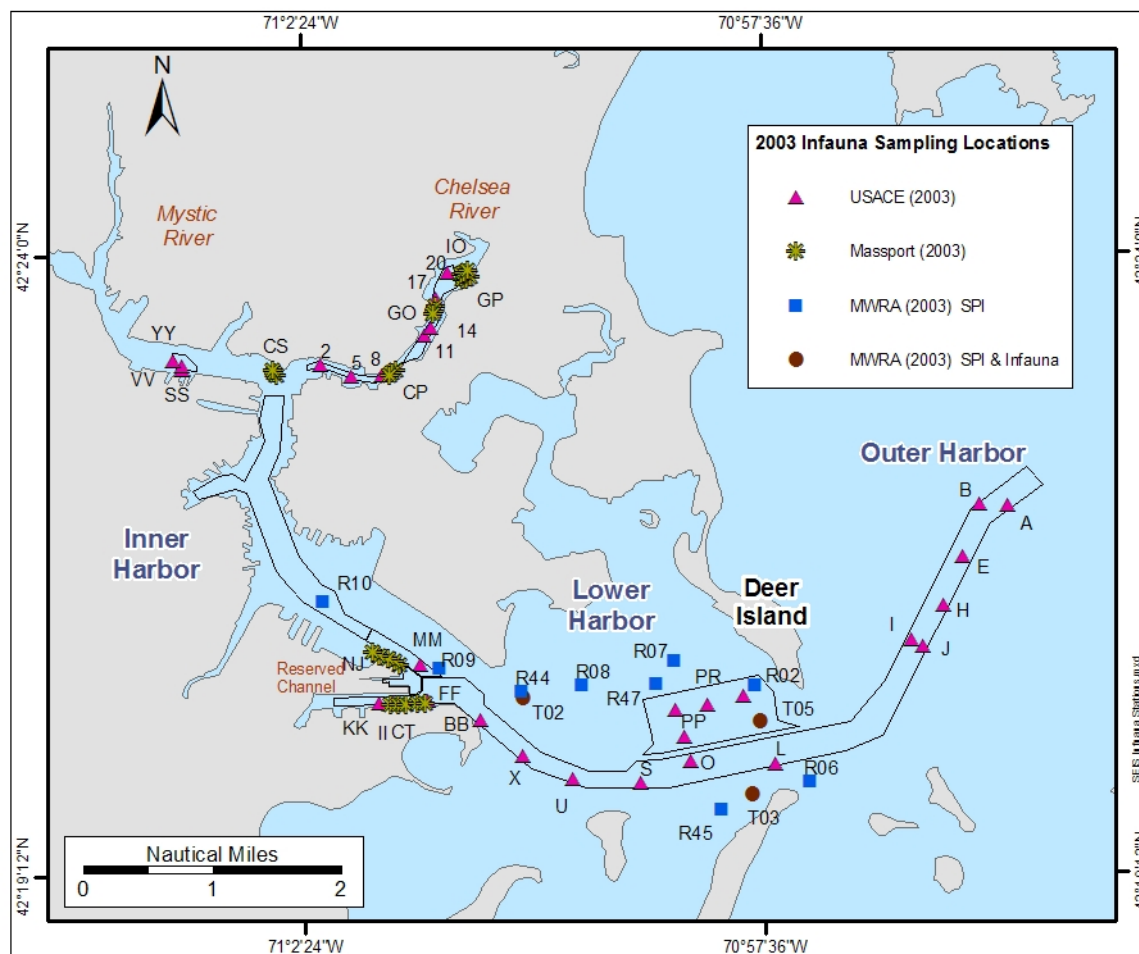 71°2'24"W
70°57'36"W
N
2003 Infauna Sampling Locations
USACE (2003)
Massport (2003)
MWRA (2003) SPI
MWRA (2003) SPI & Infauna
Chelsea
River
Mystic
River
IO
20
17
GP
GO
14
11
42°24'0"N
YY
CS
2
5
8
VV
SS
CP
Outer Harbor
B
A
E
Inner
Harbor
Lower
Harbor
Deer
Island
R10
H
I
J
MM
NJ
R09
R07
Reserved
Channel
R44
R08
R47
PR
R02
FF
T02
T05
KK
II
CT
BB
PP
X
S
O
L
R06
U
R45
T03
Nautical Miles
0
1
2
42°19'12"N
71°2'24"W
70°57'36"W